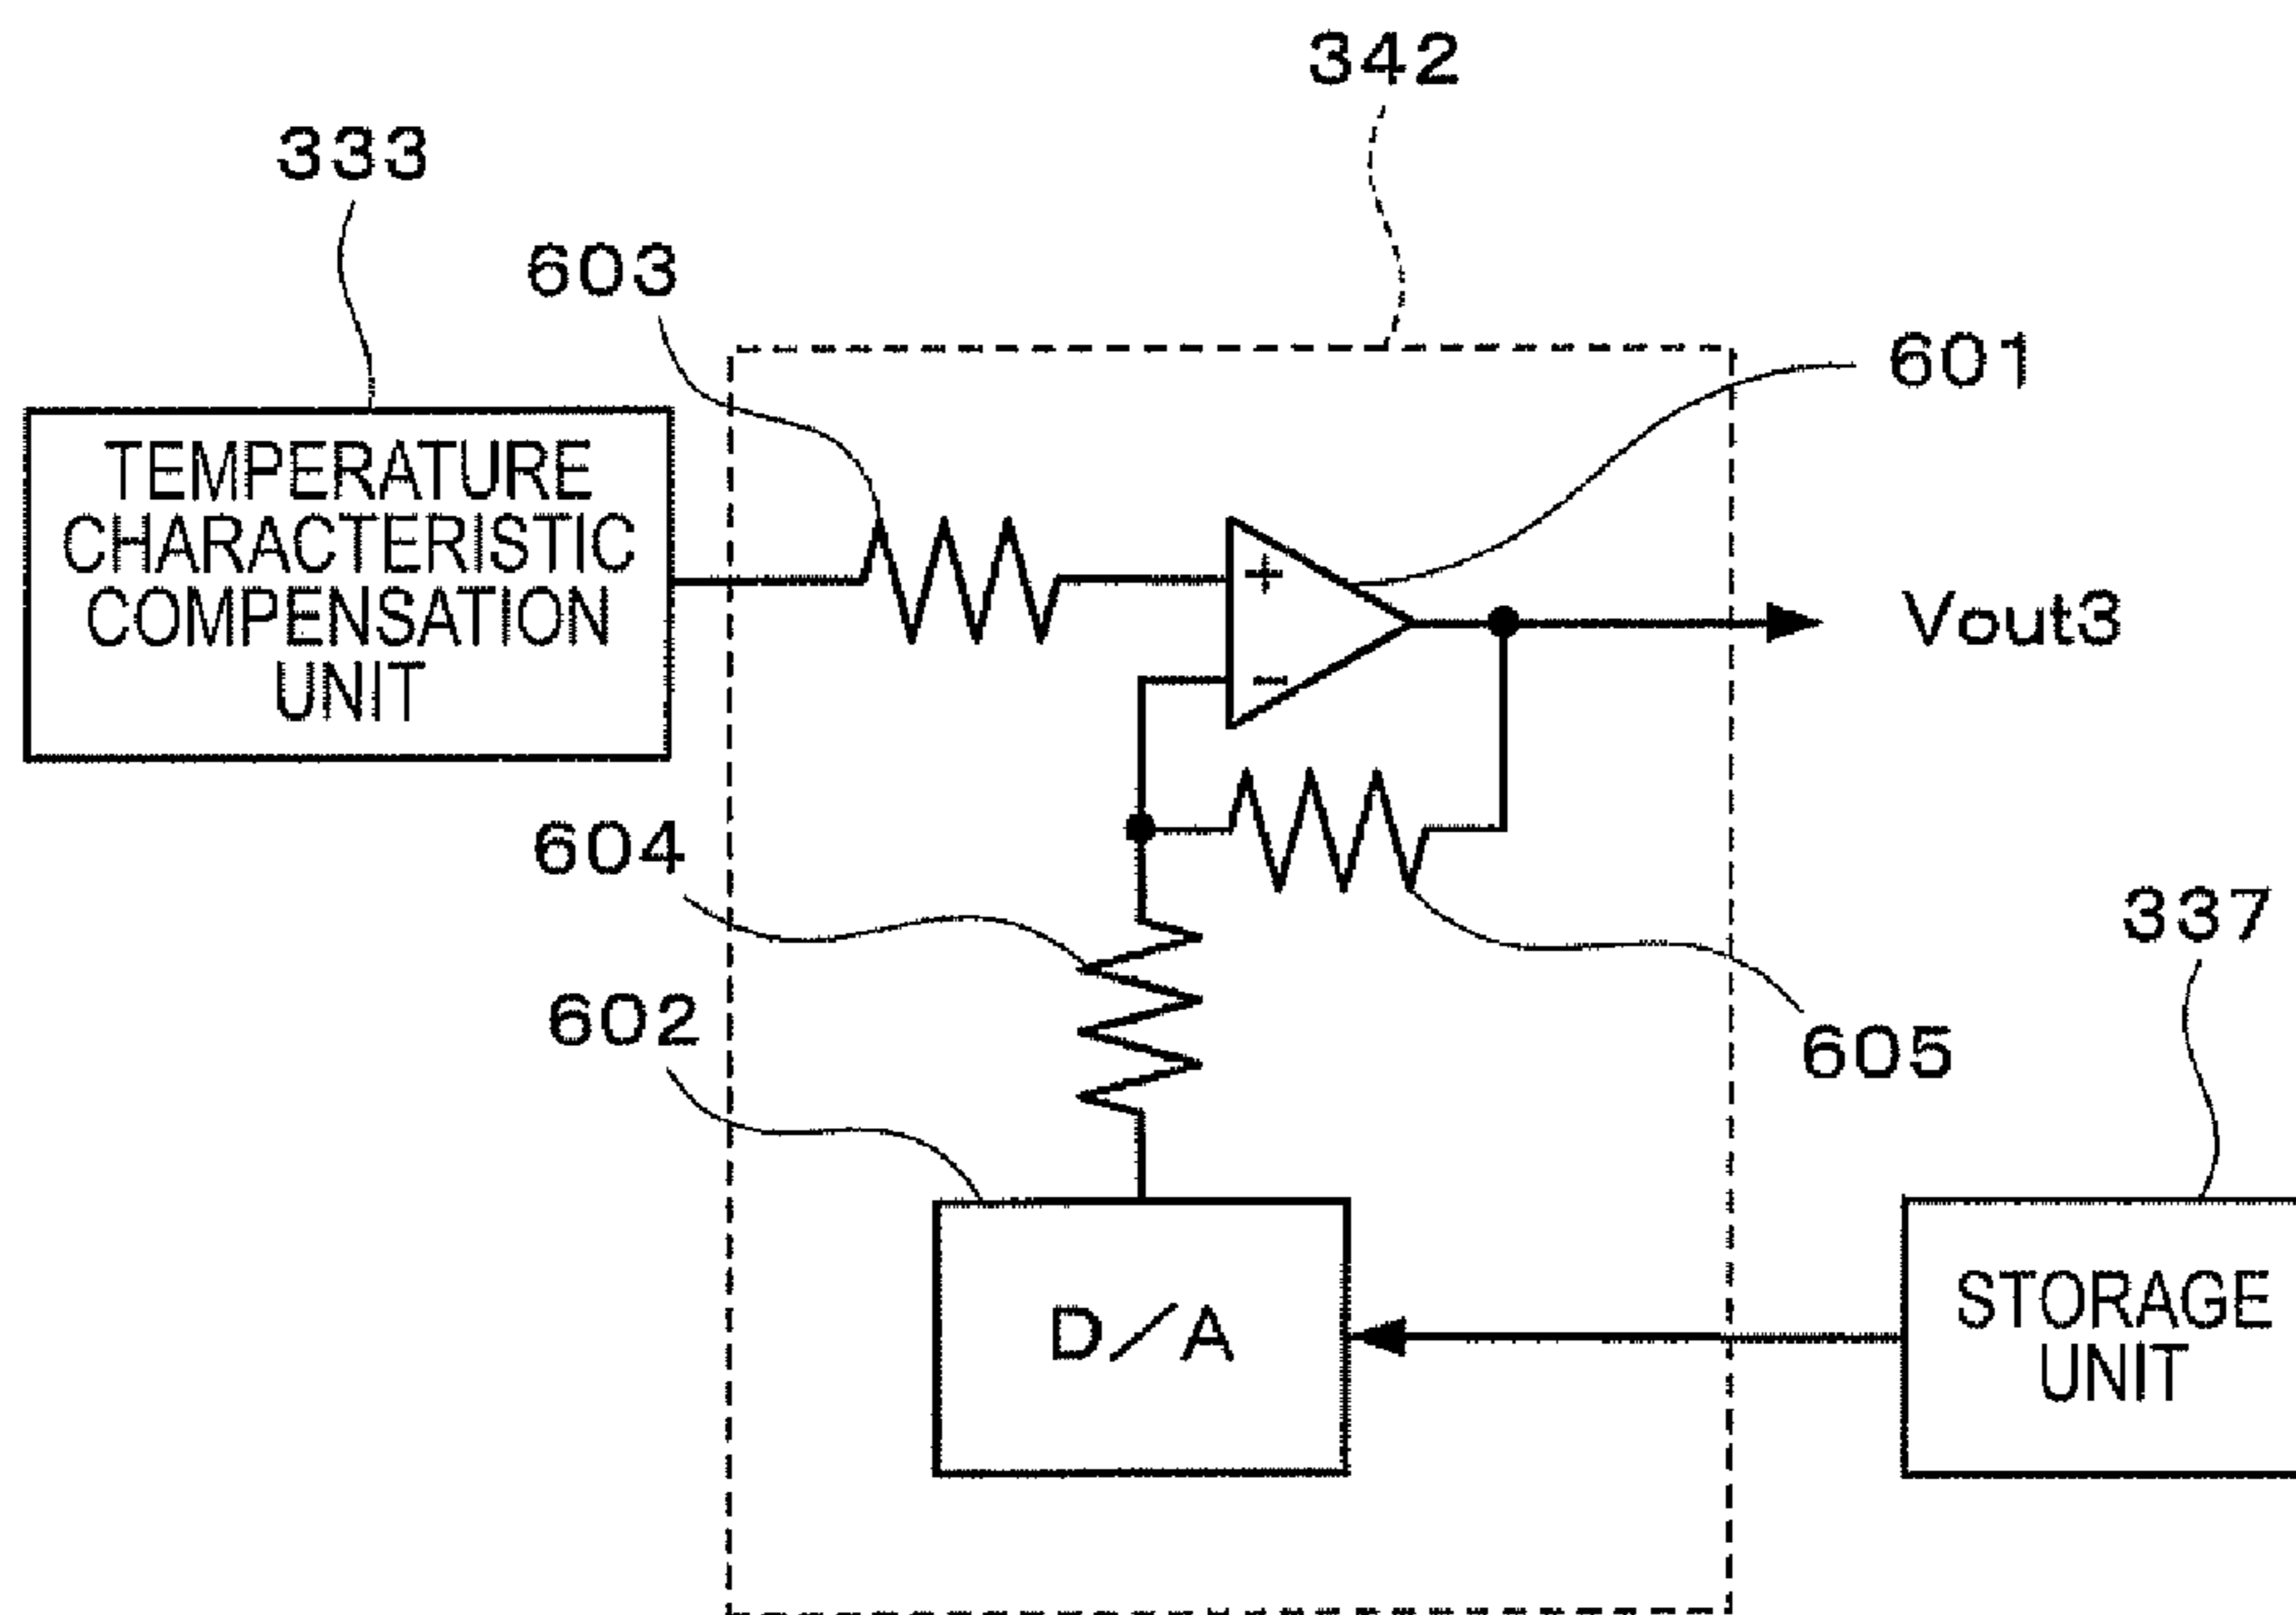 342
333
603
601
TEMPERATURE
CHARACTERISTIC
COMPENSATION
UNIT
+
Vout3
−
604
337
602
605
D/A
STORAGE
UNIT